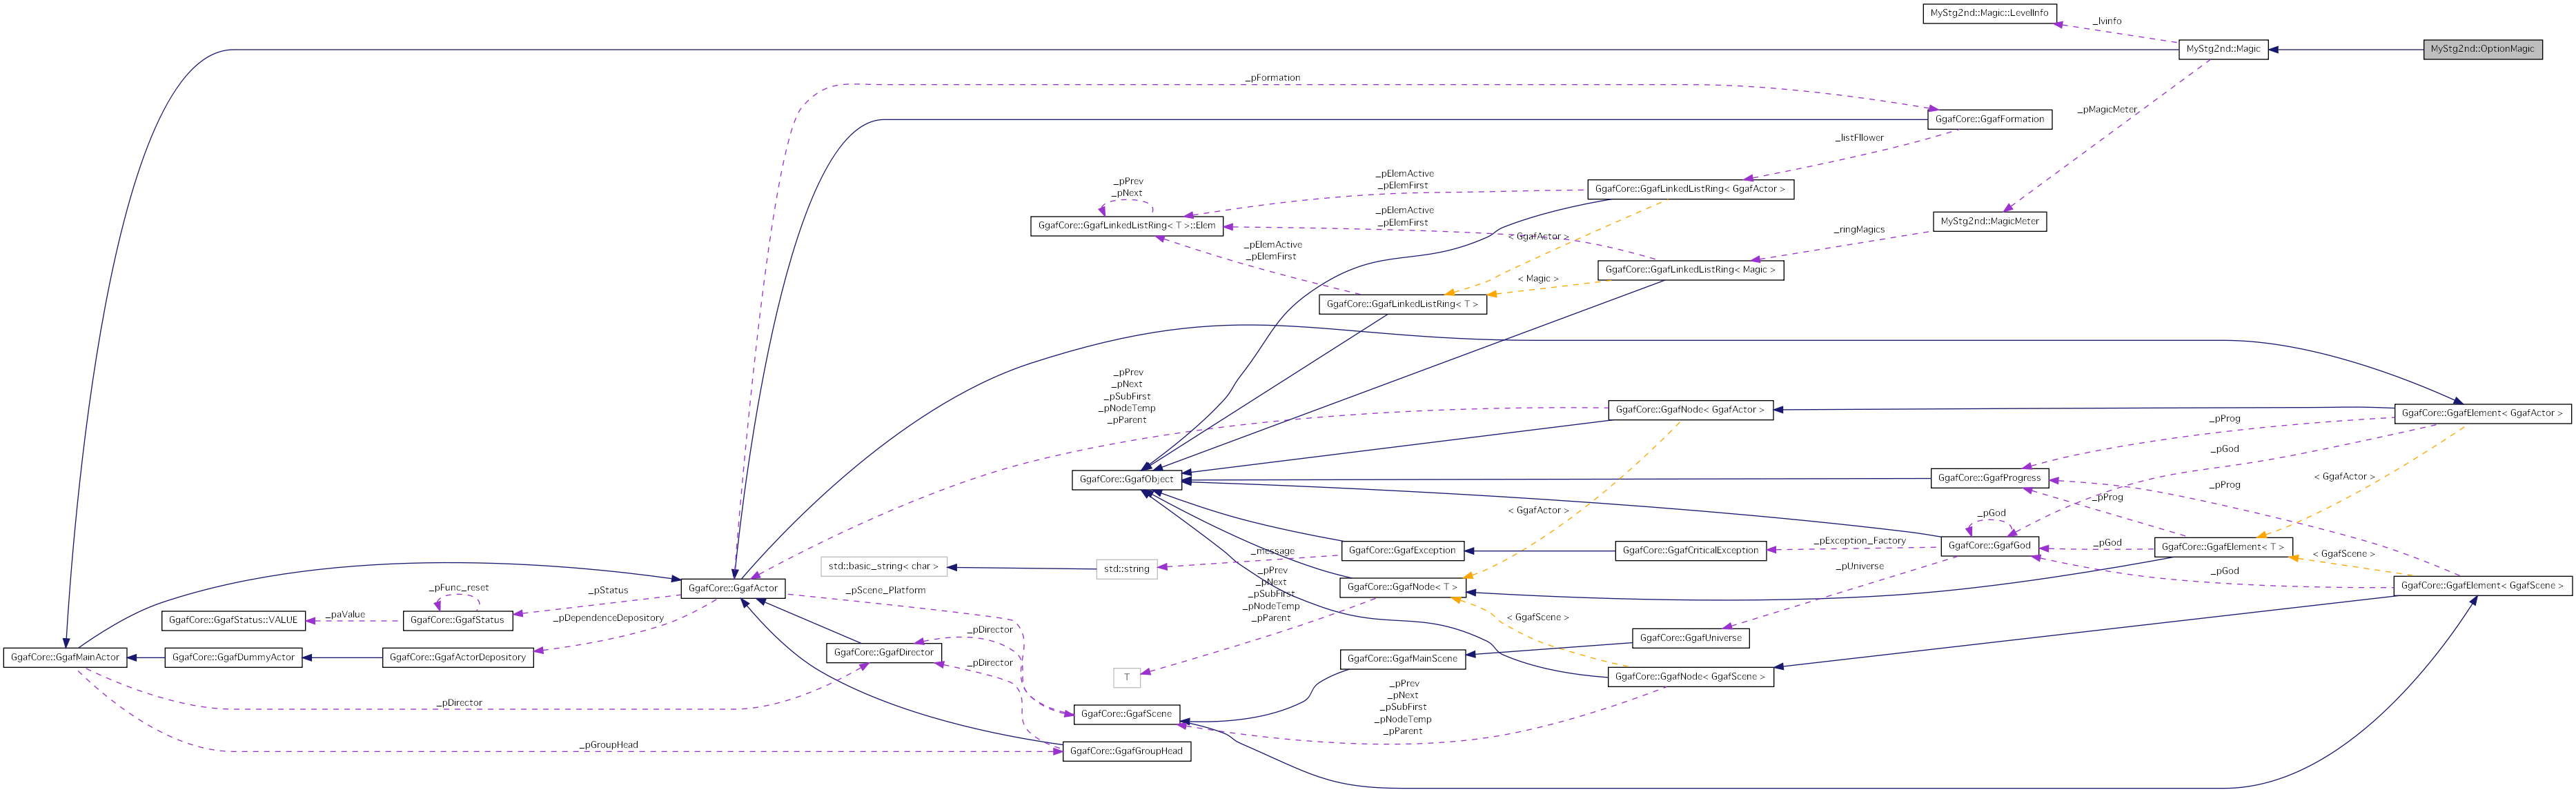 MyStg2nd::Magic::LevelInfo
_lvinfo
MyStg2nd::Magic
MyStg2nd::OptionMagic
_pFormation
_pMagicMeter
GgafCore::GgafFormation
_listFllower
_pElemActive
_pElemFirst
_pPrev
_pNext
GgafCore::GgafLinkedListRing< GgafActor >
_pElemActive
_pElemFirst
GgafCore::GgafLinkedListRing< T >::Elem
MyStg2nd::MagicMeter
_ringMagics
< GgafActor >
_pElemActive
_pElemFirst
GgafCore::GgafLinkedListRing< Magic >
< Magic >
GgafCore::GgafLinkedListRing< T >
_pPrev
_pNext
_pSubFirst
_pNodeTemp
_pParent
GgafCore::GgafNode< GgafActor >
GgafCore::GgafElement< GgafActor >
_pProg
_pGod
GgafCore::GgafObject
GgafCore::GgafProgress
< GgafActor >
_pProg
_pProg
< GgafActor >
_pGod
_pException_Factory
GgafCore::GgafGod
_pGod
GgafCore::GgafElement< T >
< GgafScene >
GgafCore::GgafException
GgafCore::GgafCriticalException
_message
std::basic_string< char >
std::string
_pUniverse
_pGod
GgafCore::GgafElement< GgafScene >
_pPrev
_pNext
_pSubFirst
_pNodeTemp
_pParent
GgafCore::GgafNode< T >
GgafCore::GgafActor
_pScene_Platform
_pStatus
_pFunc_reset
_paValue
GgafCore::GgafStatus::VALUE
GgafCore::GgafStatus
_pDependenceDepository
< GgafScene >
_pDirector
GgafCore::GgafUniverse
GgafCore::GgafMainActor
GgafCore::GgafDummyActor
GgafCore::GgafActorDepository
GgafCore::GgafDirector
_pDirector
GgafCore::GgafMainScene
T
GgafCore::GgafNode< GgafScene >
_pPrev
_pNext
_pSubFirst
_pNodeTemp
_pParent
_pDirector
GgafCore::GgafScene
_pGroupHead
GgafCore::GgafGroupHead